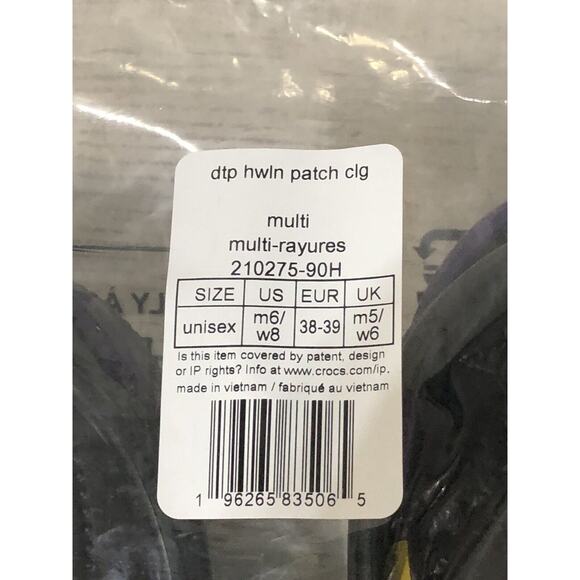 dtp hwln patch clg
multi
multi-rayures
210275-90H
SIZE US EUR UK
unisex m6/w8 38-39 m5/w6
Is this item covered by patent, design
or IP rights? Info at www.crocs.com/ip.
made in vietnam / fabriqué au vietnam
1 96265 83506 5
LY À